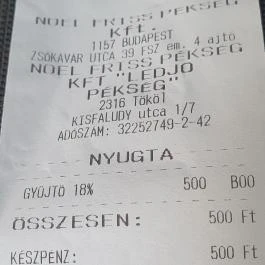 NOEL FRISS PÉKSÉG
Kft.
1157 BUDAPEST
ZSÓKAVÁR UTCA 39 FSZ em. 4 ajtó
NOEL FRISS PÉKSÉG
KFT "LEDJO
PÉKSÉG"
2316 Tököl
KISFALUDY utca 1/7
ADÓSZÁM: 32252749-2-42
NYUGTA
GYŰJTŐ 18% 500 B00
ÖSSZESEN: 500 Ft
KÉSZPÉNZ: 500 Ft